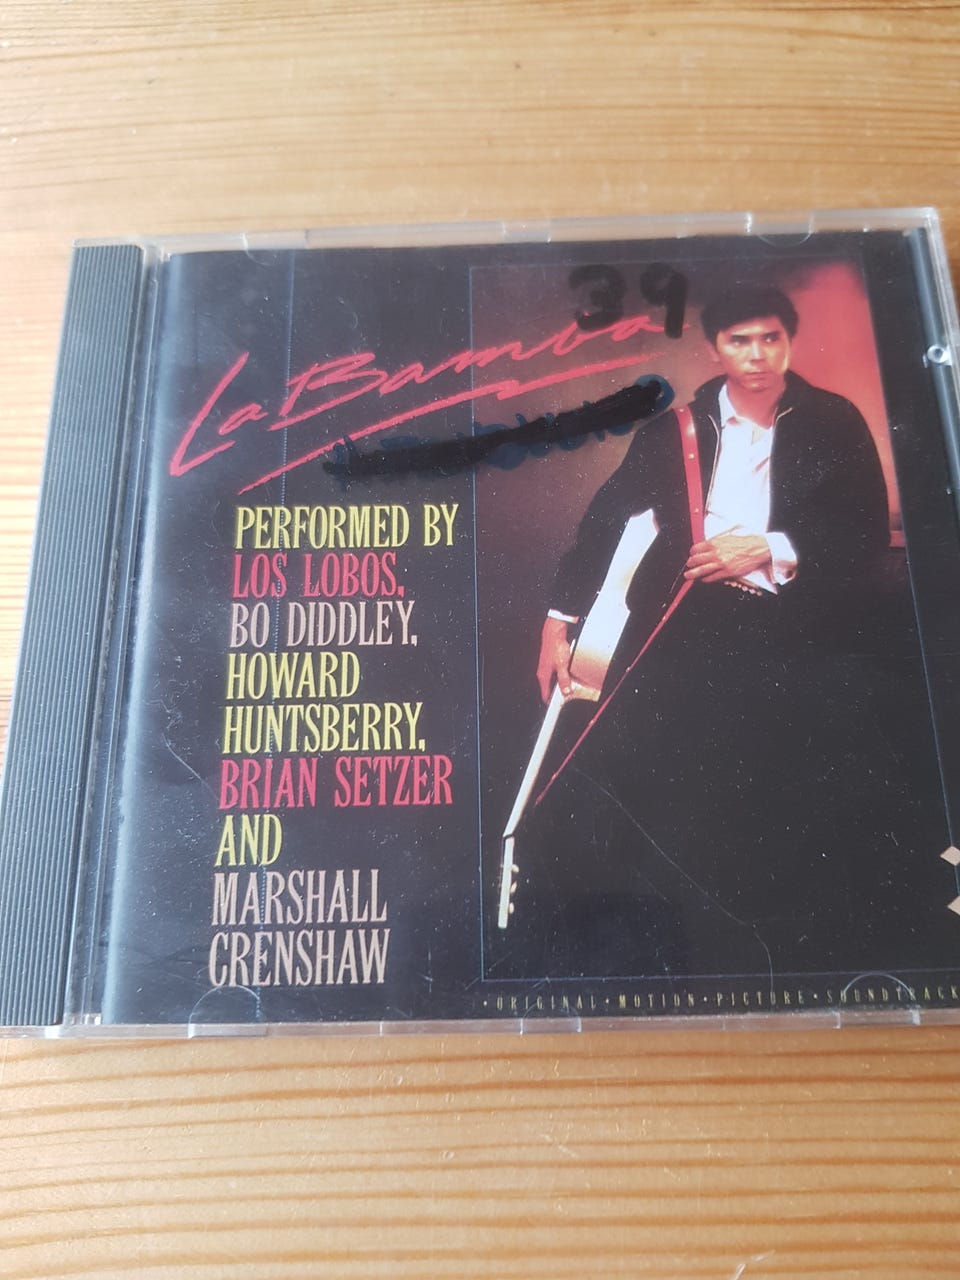 39
La Bamba
PERFORMED BY
LOS LOBOS,
BO DIDDLEY,
HOWARD
HUNTSBERRY,
BRIAN SETZER
AND
MARSHALL
CRENSHAW
• ORIGINAL • MOTION • PICTURE • SOUNDTRACK